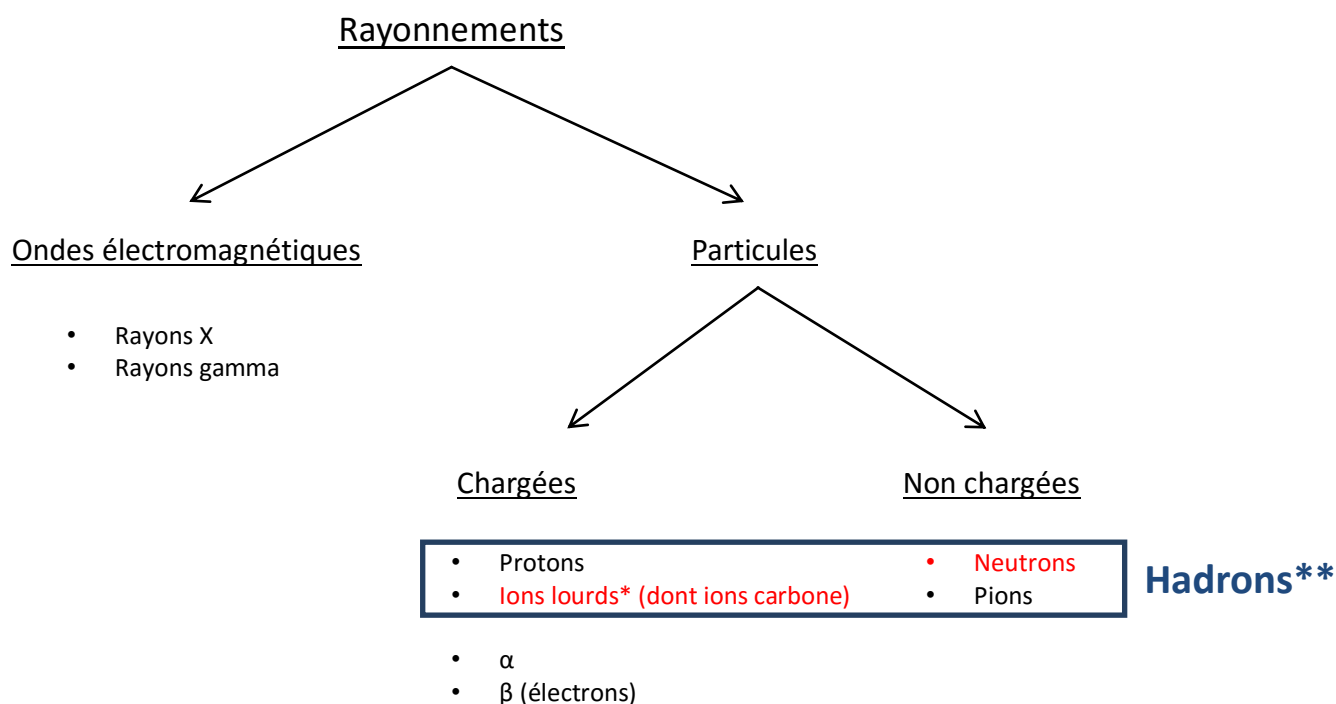 Rayonnements
Ondes électromagnétiques
Particules
• Rayons X
• Rayons gamma
Chargées
Non chargées
• Protons
• Ions lourds* (dont ions carbone)
• Neutrons
• Pions
Hadrons**
• α
• β (électrons)